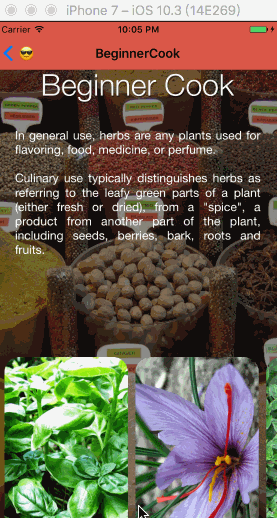 iPhone 7 – iOS 10.3 (14E269)
Carrier 10:05 PM
BeginnerCook
Beginner Cook
In general use, herbs are any plants used for
flavoring, food, medicine, or perfume.
Culinary use typically distinguishes herbs as
referring to the leafy green parts of a plant
(either fresh or dried), from a "spice", a
product from another part of the plant,
including seeds, berries, bark, roots and
fruits.